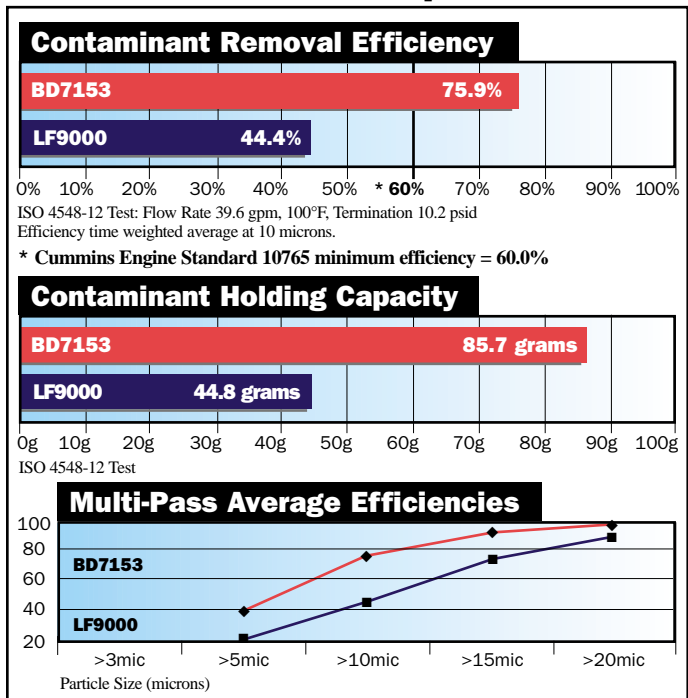 Contaminant Removal Efficiency
BD7153 75.9%
LF9000 44.4%
0% 10% 20% 30% 40% 50% * 60% 70% 80% 90% 100%
ISO 4548-12 Test: Flow Rate 39.6 gpm, 100°F, Termination 10.2 psid
Efficiency time weighted average at 10 microns.
* Cummins Engine Standard 10765 minimum efficiency = 60.0%
Contaminant Holding Capacity
BD7153 85.7 grams
LF9000 44.8 grams
0g 10g 20g 30g 40g 50g 60g 70g 80g 90g 100g
ISO 4548-12 Test
Multi-Pass Average Efficiencies
100
80
BD7153
60
40
LF9000
20
>3mic >5mic >10mic >15mic >20mic
Particle Size (microns)